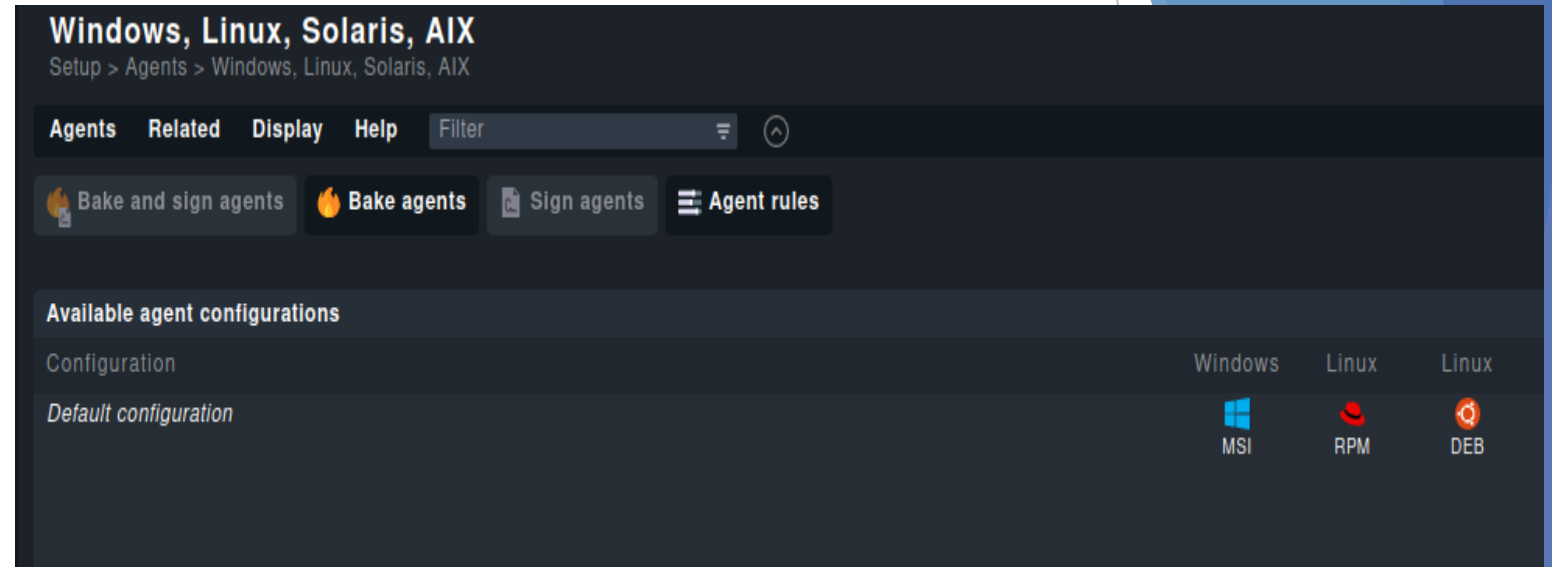 Windows, Linux, Solaris, AIX
Setup > Agents > Windows, Linux, Solaris, AIX
Agents Related Display Help Filter
Bake and sign agents Bake agents Sign agents Agent rules
Available agent configurations
Configuration Windows Linux Linux
Default configuration
MSI RPM DEB